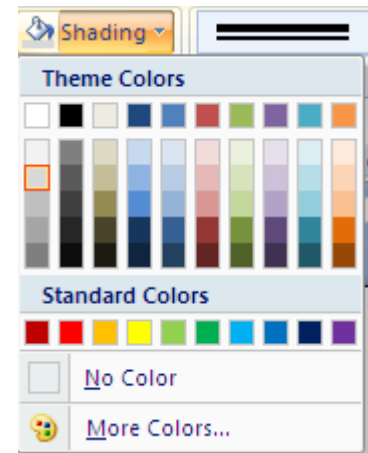 Shading
Theme Colors
Standard Colors
No Color
More Colors...